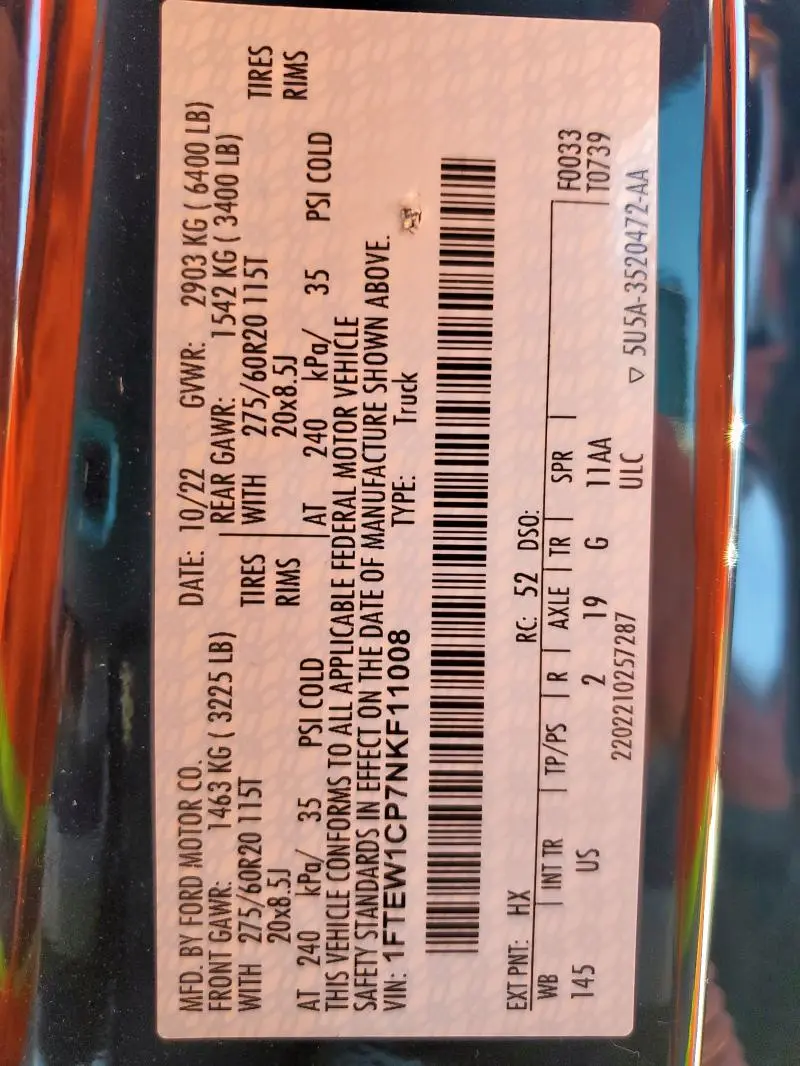 MFD. BY FORD MOTOR CO. DATE: 10/22 GVWR: 2903 KG ( 6400 LB)
FRONT GAWR: 1463 KG ( 3225 LB) REAR GAWR: 1542 KG ( 3400 LB)
WITH 275/60R20 115T TIRES WITH 275/60R20 115T TIRES
20x8.5J RIMS 20x8.5J RIMS
AT 240 kPa/ 35 PSI COLD AT 240 kPa/ 35 PSI COLD
THIS VEHICLE CONFORMS TO ALL APPLICABLE FEDERAL MOTOR VEHICLE
SAFETY STANDARDS IN EFFECT ON THE DATE OF MANUFACTURE SHOWN ABOVE.
VIN: 1FTEW1CP7NKF11008 TYPE: Truck
EXT PNT: HX RC: 52 DSO:
WB INT TR TP/PS R AXLE TR SPR F0033
145 US 2 19 G 11AA T0739
2202210257287 ULC ▽ 5U5A-3520472-AA